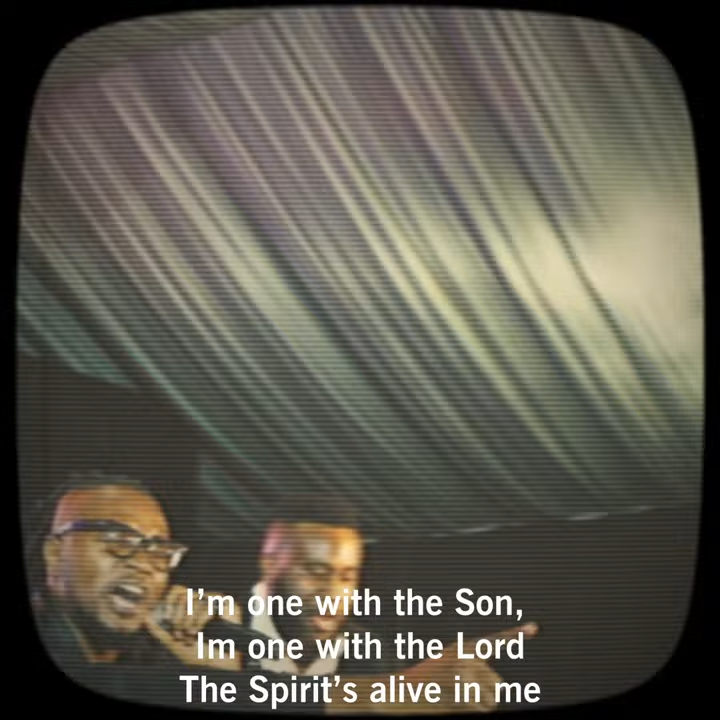 I'm one with the Son,
Im one with the Lord
The Spirit's alive in me